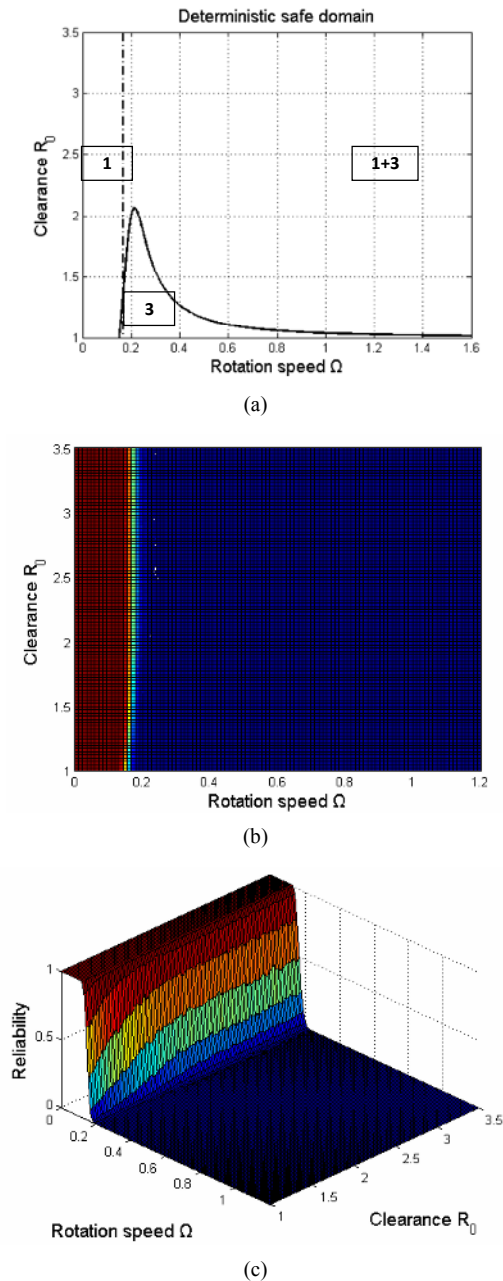 Deterministic safe domain
3.5
3
2.5
2
1.5
1
Clearance R0
1
3
1+3
0 0.2 0.4 0.6 0.8 1 1.2 1.4 1.6
Rotation speed Ω
(a)
3.5
3
2.5
2
1.5
1
Clearance R0
0 0.2 0.4 0.6 0.8 1 1.2
Rotation speed Ω
(b)
1
0.5
0
Reliability
0
0.2
0.4
0.6
0.8
1
Rotation speed Ω
1
1.5
2
2.5
3
3.5
Clearance R0
(c)